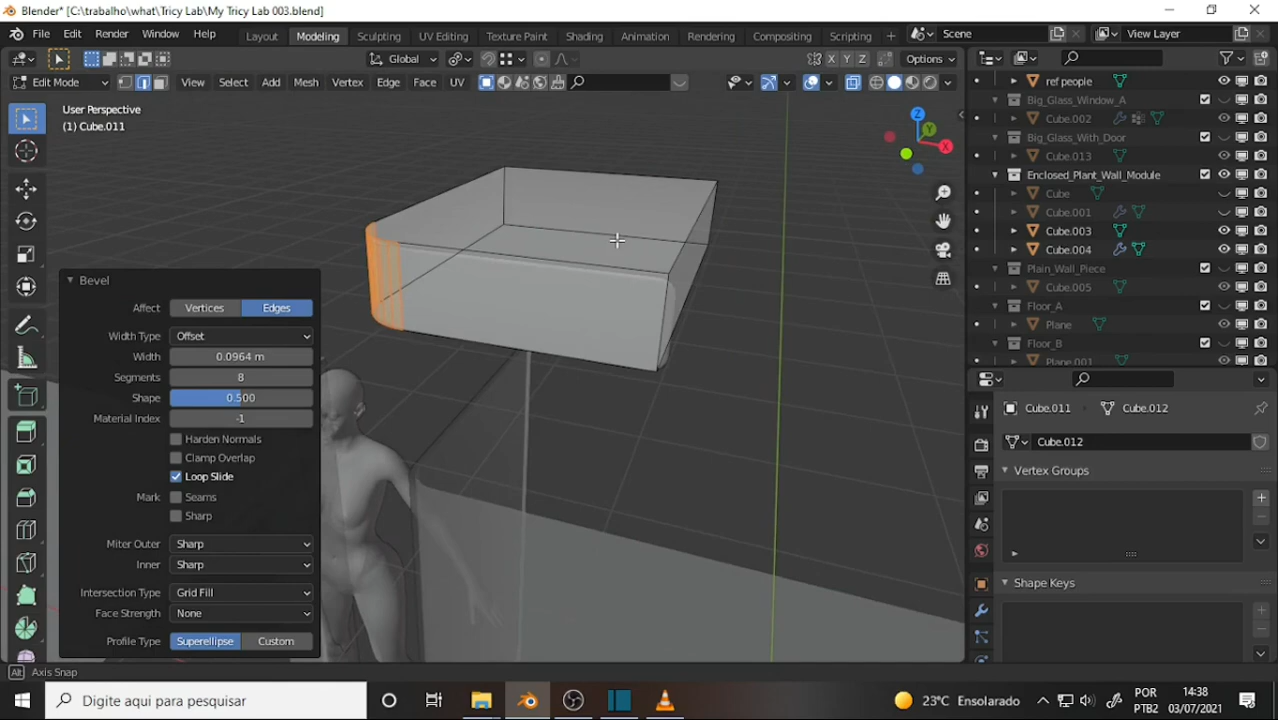 Blender* [C:\trabalho\what\Tricy Lab\My Tricy Lab 003.blend]
File Edit Render Window Help Layout Modeling Sculpting UV Editing Texture Paint Shading Animation Rendering Compositing Scripting + Scene View Layer
Global X Y Z Options
Edit Mode View Select Add Mesh Vertex Edge Face UV
User Perspective
(1) Cube.011
Z
Y
X
ref people
Big_Glass_Window_A
Cube.002
Big_Glass_With_Door
Cube.013
Enclosed_Plant_Wall_Module
Cube
Cube.001
Cube.003
Cube.004
Plain_Wall_Piece
Cube.005
Floor_A
Plane
Floor_B
Plane.001
Bevel
Affect Vertices Edges
Width Type Offset
Width 0.0964 m
Segments 8
Shape 0.500
Material Index -1
Harden Normals
Clamp Overlap
Loop Slide
Mark Seams
Sharp
Miter Outer Sharp
Inner Sharp
Intersection Type Grid Fill
Face Strength None
Profile Type Superellipse Custom
Cube.011 Cube.012
Cube.012
Vertex Groups
Shape Keys
Alt Axis Snap
Digite aqui para pesquisar
23°C Ensolarado
POR
PTB2
14:38
03/07/2021